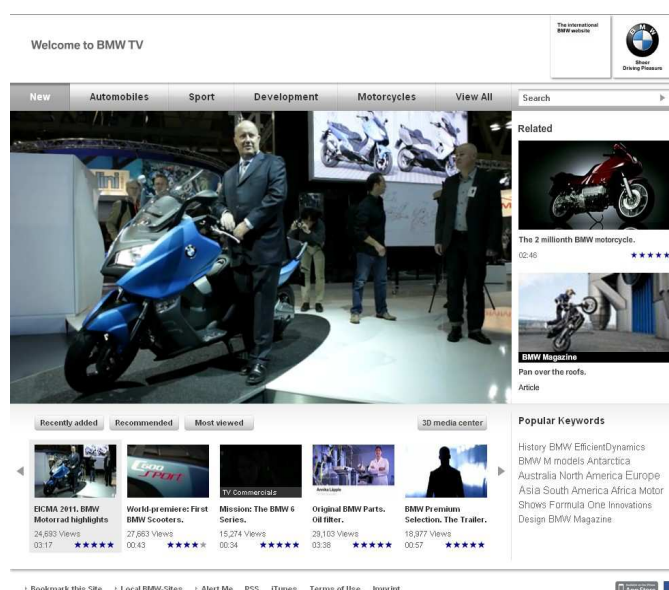 Welcome to BMW TV
The international
BMW website
BMW
Sheer
Driving Pleasure
New Automobiles Sport Development Motorcycles View All Search
Related
The 2 millionth BMW motorcycle.
02:46
BMW Magazine
Pan over the roofs.
Article
Recently added Recommended Most viewed 3D media center
C600
SPORT
TV Commercials
EICMA 2011. BMW
Motorrad highlights
24,693 Views
03:17
World-premiere: First
BMW Scooters.
27,663 Views
00:43
Mission: The BMW 6
Series.
15,274 Views
00:34
Original BMW Parts.
Oil filter.
29,103 Views
03:38
BMW Premium
Selection. The Trailer.
18,977 Views
00:57
Popular Keywords
History BMW EfficientDynamics
BMW M models Antarctica
Australia North America Europe
Asia South America Africa Motor
Shows Formula One Innovations
Design BMW Magazine
Bookmark this Site Local BMW-Sites Alert Me RSS iTunes Terms of Use Imprint